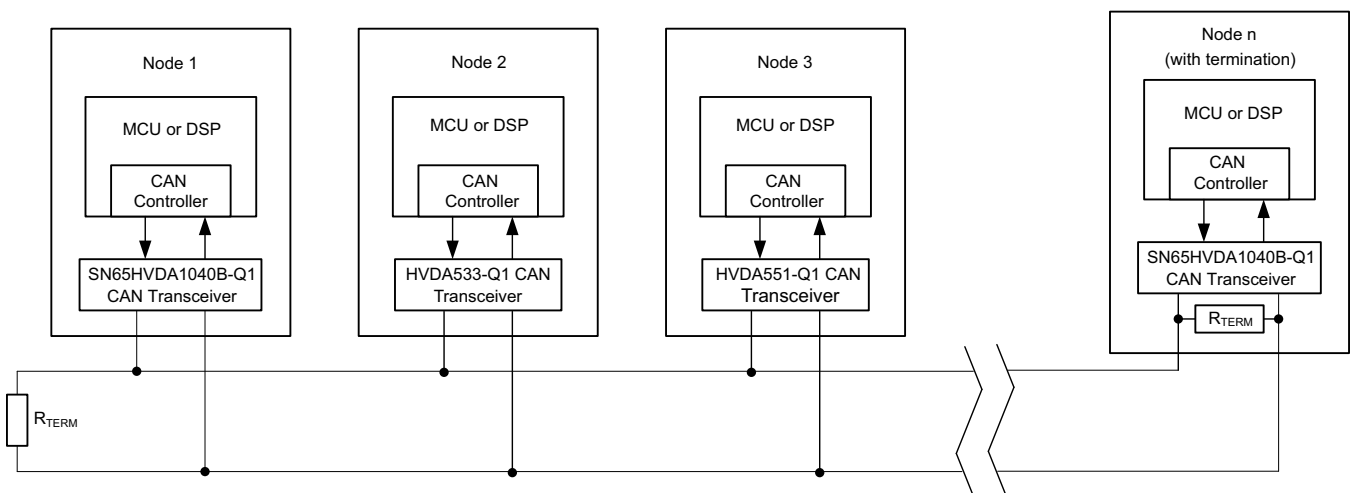 Node 1
MCU or DSP
CAN
Controller
SN65HVDA1040B-Q1
CAN Transceiver
Node 2
MCU or DSP
CAN
Controller
HVDA533-Q1 CAN
Transceiver
Node 3
MCU or DSP
CAN
Controller
HVDA551-Q1 CAN
Transceiver
Node n
(with termination)
MCU or DSP
CAN
Controller
SN65HVDA1040B-Q1
CAN Transceiver
RTERM
RTERM